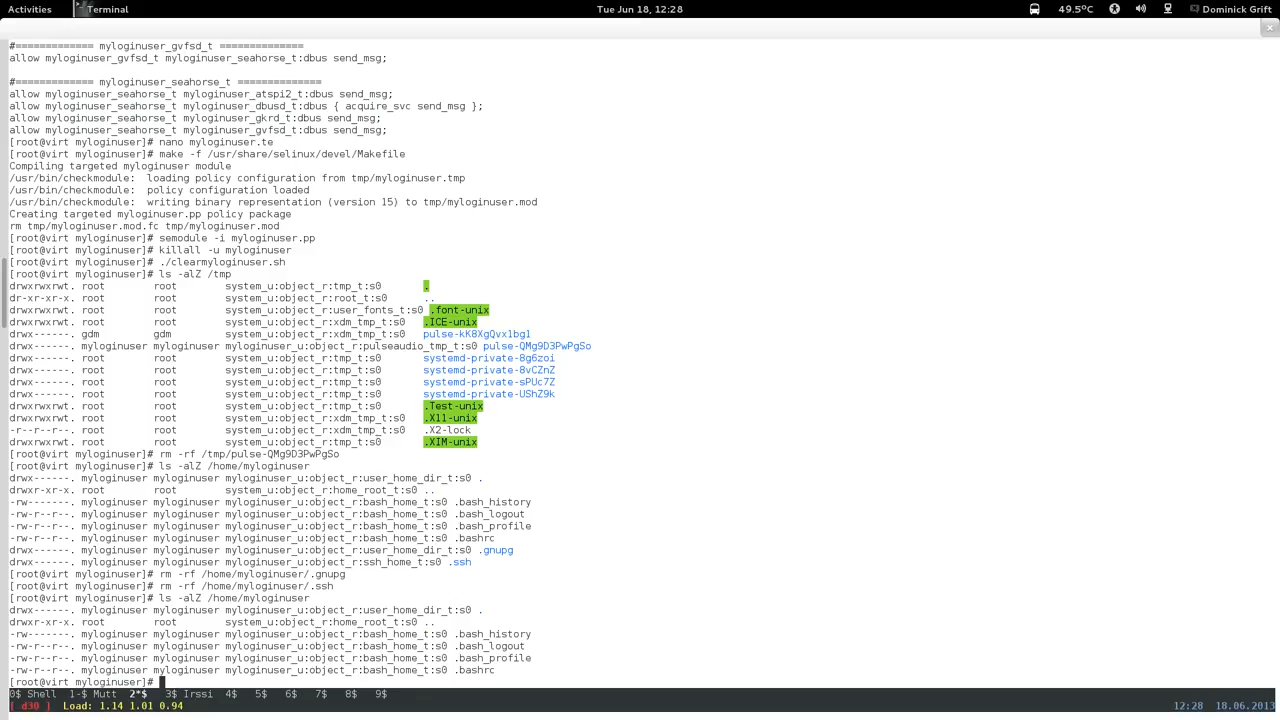 Activities Terminal Tue Jun 18, 12:28 49.5°C Dominick Grift
#============= myloginuser_gvfsd_t ==============
allow myloginuser_gvfsd_t myloginuser_seahorse_t:dbus send_msg;
#============= myloginuser_seahorse_t ==============
allow myloginuser_seahorse_t myloginuser_atspi2_t:dbus send_msg;
allow myloginuser_seahorse_t myloginuser_dbusd_t:dbus { acquire_svc send_msg };
allow myloginuser_seahorse_t myloginuser_gkrd_t:dbus send_msg;
allow myloginuser_seahorse_t myloginuser_gvfsd_t:dbus send_msg;
[root@virt myloginuser]# nano myloginuser.te
[root@virt myloginuser]# make -f /usr/share/selinux/devel/Makefile
Compiling targeted myloginuser module
/usr/bin/checkmodule:  loading policy configuration from tmp/myloginuser.tmp
/usr/bin/checkmodule:  policy configuration loaded
/usr/bin/checkmodule:  writing binary representation (version 15) to tmp/myloginuser.mod
Creating targeted myloginuser.pp policy package
rm tmp/myloginuser.mod.fc tmp/myloginuser.mod
[root@virt myloginuser]# semodule -i myloginuser.pp
[root@virt myloginuser]# killall -u myloginuser
[root@virt myloginuser]# ./clearmyloginuser.sh
[root@virt myloginuser]# ls -alZ /tmp
drwxrwxrwt. root root system_u:object_r:tmp_t:s0 .
dr-xr-xr-x. root root system_u:object_r:root_t:s0 ..
drwxrwxrwt. root root system_u:object_r:user_fonts_t:s0 .font-unix
drwxrwxrwt. root root system_u:object_r:xdm_tmp_t:s0 .ICE-unix
drwx------. gdm gdm system_u:object_r:xdm_tmp_t:s0 pulse-kK8XgQvxlbgl
drwx------. myloginuser myloginuser myloginuser_u:object_r:pulseaudio_tmp_t:s0 pulse-QMg9D3PwPgSo
drwx------. root root system_u:object_r:tmp_t:s0 systemd-private-8g6zoi
drwx------. root root system_u:object_r:tmp_t:s0 systemd-private-8vCZnZ
drwx------. root root system_u:object_r:tmp_t:s0 systemd-private-sPUc7Z
drwx------. root root system_u:object_r:tmp_t:s0 systemd-private-UShZ9k
drwxrwxrwt. root root system_u:object_r:tmp_t:s0 .Test-unix
drwxrwxrwt. root root system_u:object_r:xdm_tmp_t:s0 .X11-unix
-r--r--r--. root root system_u:object_r:xdm_tmp_t:s0 .X2-lock
drwxrwxrwt. root root system_u:object_r:tmp_t:s0 .XIM-unix
[root@virt myloginuser]# rm -rf /tmp/pulse-QMg9D3PwPgSo
[root@virt myloginuser]# ls -alZ /home/myloginuser
drwx------. myloginuser myloginuser myloginuser_u:object_r:user_home_dir_t:s0 .
drwxr-xr-x. root root system_u:object_r:home_root_t:s0 ..
-rw-------. myloginuser myloginuser myloginuser_u:object_r:bash_home_t:s0 .bash_history
-rw-r--r--. myloginuser myloginuser myloginuser_u:object_r:bash_home_t:s0 .bash_logout
-rw-r--r--. myloginuser myloginuser myloginuser_u:object_r:bash_home_t:s0 .bash_profile
-rw-r--r--. myloginuser myloginuser myloginuser_u:object_r:bash_home_t:s0 .bashrc
drwx------. myloginuser myloginuser myloginuser_u:object_r:user_home_dir_t:s0 .gnupg
drwx------. myloginuser myloginuser myloginuser_u:object_r:ssh_home_t:s0 .ssh
[root@virt myloginuser]# rm -rf /home/myloginuser/.gnupg
[root@virt myloginuser]# rm -rf /home/myloginuser/.ssh
[root@virt myloginuser]# ls -alZ /home/myloginuser
drwx------. myloginuser myloginuser myloginuser_u:object_r:user_home_dir_t:s0 .
drwxr-xr-x. root root system_u:object_r:home_root_t:s0 ..
-rw-------. myloginuser myloginuser myloginuser_u:object_r:bash_home_t:s0 .bash_history
-rw-r--r--. myloginuser myloginuser myloginuser_u:object_r:bash_home_t:s0 .bash_logout
-rw-r--r--. myloginuser myloginuser myloginuser_u:object_r:bash_home_t:s0 .bash_profile
-rw-r--r--. myloginuser myloginuser myloginuser_u:object_r:bash_home_t:s0 .bashrc
[root@virt myloginuser]#
0$ Shell 1-$ Mutt 2*$ 3$ Irssi 4$ 5$ 6$ 7$ 8$ 9$
[ d30 ] Load: 1.14 1.01 0.94 12:28 18.06.2013